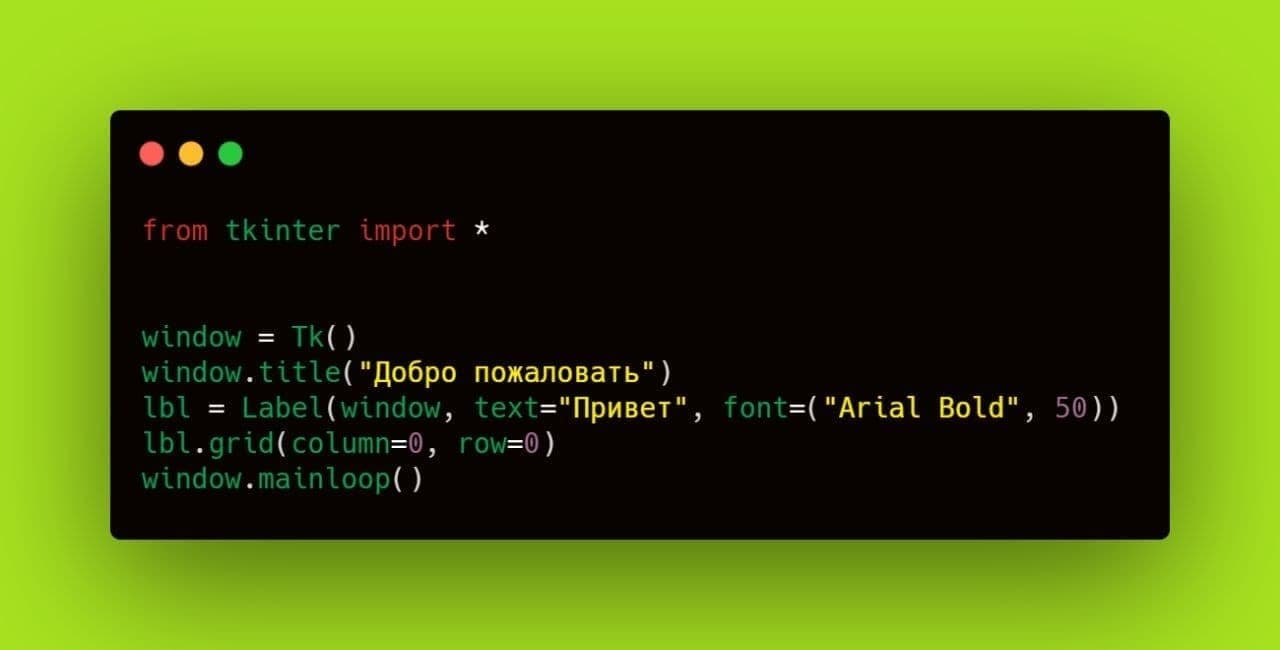 from tkinter import *
window = Tk()
window.title("Добро пожаловать")
lbl = Label(window, text="Привет", font=("Arial Bold", 50))
lbl.grid(column=0, row=0)
window.mainloop()